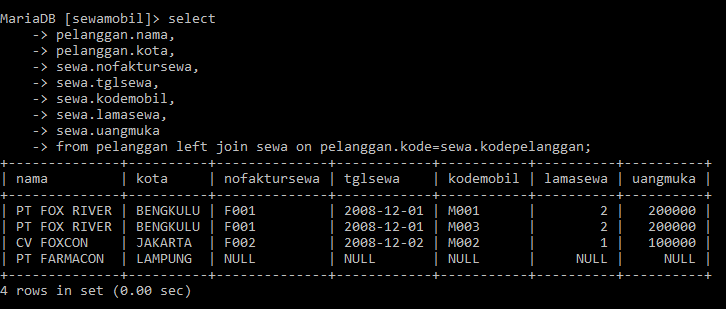 MariaDB [sewamobil]> select
    -> pelanggan.nama,
    -> pelanggan.kota,
    -> sewa.nofaktursewa,
    -> sewa.tglsewa,
    -> sewa.kodemobil,
    -> sewa.lamasewa,
    -> sewa.uangmuka
    -> from pelanggan left join sewa on pelanggan.kode=sewa.kodepelanggan;
+--------------+----------+--------------+------------+-----------+----------+----------+
| nama         | kota     | nofaktursewa | tglsewa    | kodemobil | lamasewa | uangmuka |
+--------------+----------+--------------+------------+-----------+----------+----------+
| PT FOX RIVER | BENGKULU | F001         | 2008-12-01 | M001      |        2 |   200000 |
| PT FOX RIVER | BENGKULU | F001         | 2008-12-01 | M003      |        2 |   200000 |
| CV FOXCON    | JAKARTA  | F002         | 2008-12-02 | M002      |        1 |   100000 |
| PT FARMACON  | LAMPUNG  | NULL         | NULL       | NULL      |     NULL |     NULL |
+--------------+----------+--------------+------------+-----------+----------+----------+
4 rows in set (0.00 sec)